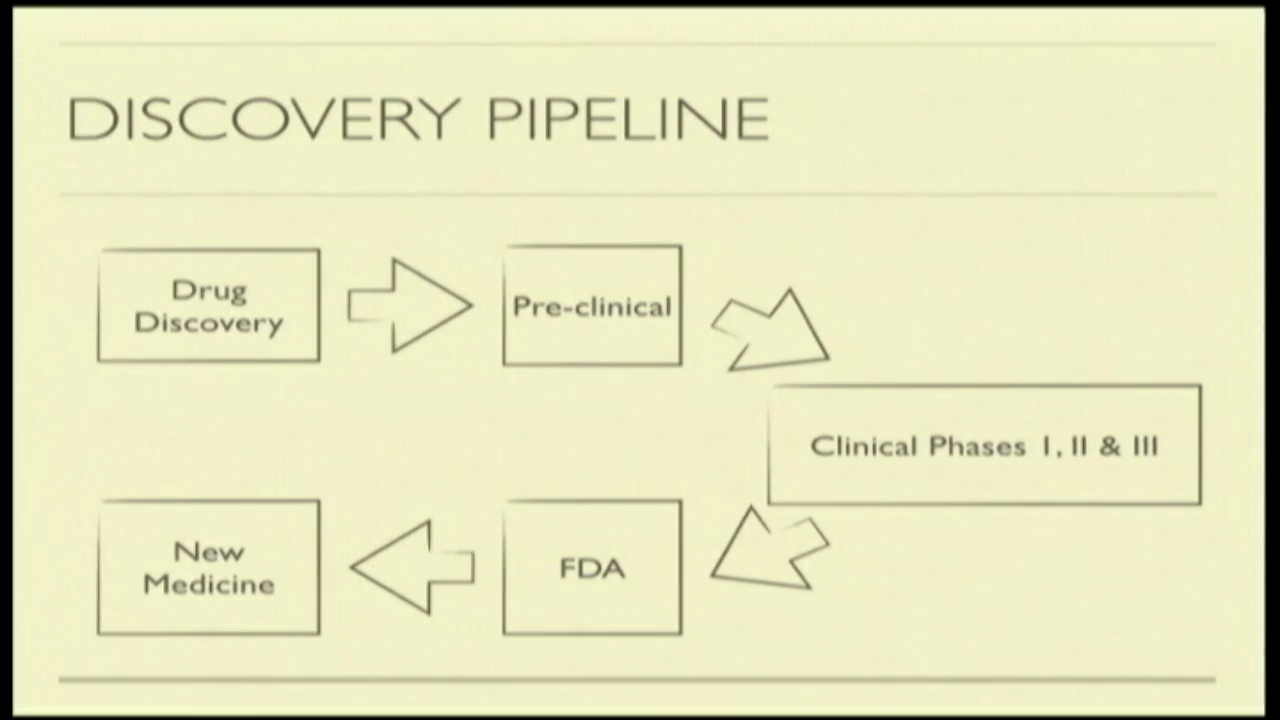 DISCOVERY PIPELINE
Drug
Discovery
Pre-clinical
Clinical Phases I, II & III
FDA
New
Medicine